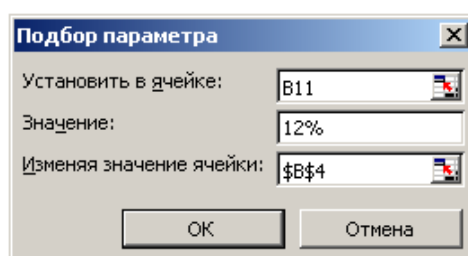 Подбор параметра
Установить в ячейке: B11
Значение: 12%
Изменяя значение ячейки: $B$4
ОК Отмена